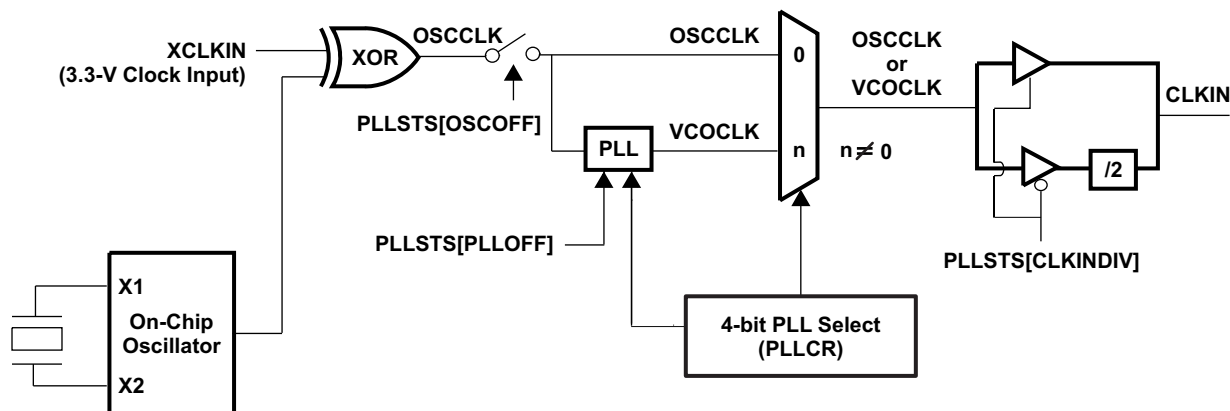 XCLKIN
(3.3-V Clock Input)
XOR
OSCCLK
PLLSTS[OSCOFF]
OSCCLK
0
OSCCLK
or
VCOCLK
CLKIN
PLL
VCOCLK
n
n ≠ 0
/2
PLLSTS[PLLOFF]
PLLSTS[CLKINDIV]
X1
On-Chip
Oscillator
X2
4-bit PLL Select
(PLLCR)